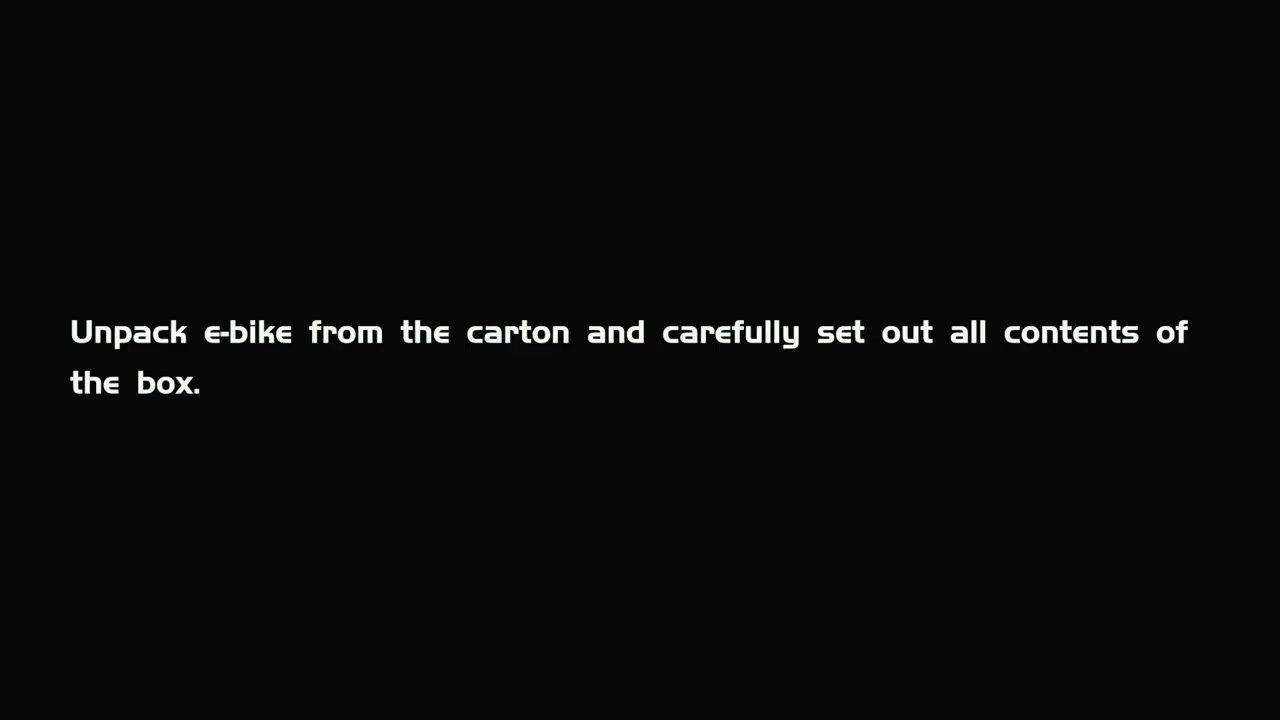 Unpack e-bike from the carton and carefully set out all contents of
the box.